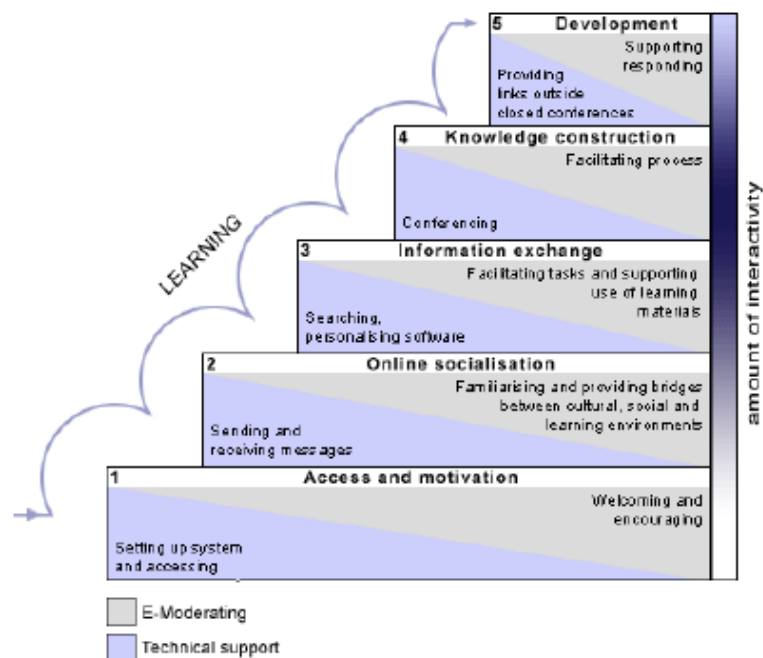 5 Development
Supporting
responding
Providing
links outside
closed conferences
4 Knowledge construction
Facilitating process
Conferencing
3 Information exchange
Facilitating tasks and supporting
use of learning
materials
Searching,
personalising software
2 Online socialisation
Familiarising and providing bridges
between cultural, social and
learning environments
Sending and
receiving messages
1 Access and motivation
Welcoming and
encouraging
Setting up system
and accessing
LEARNING
amount of interactivity
E-Moderating
Technical support